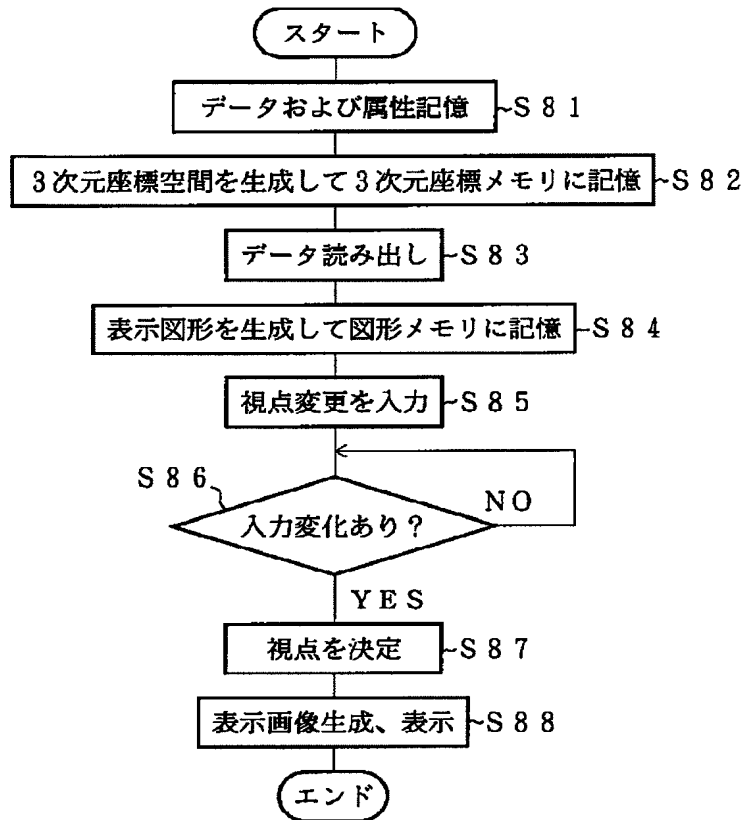 スタート
データおよび属性記憶 ~S81
3次元座標空間を生成して3次元座標メモリに記憶 ~S82
データ読み出し ~S83
表示図形を生成して図形メモリに記憶 ~S84
視点変更を入力 ~S85
S86
入力変化あり？ NO
YES
視点を決定 ~S87
表示画像生成、表示 ~S88
エンド